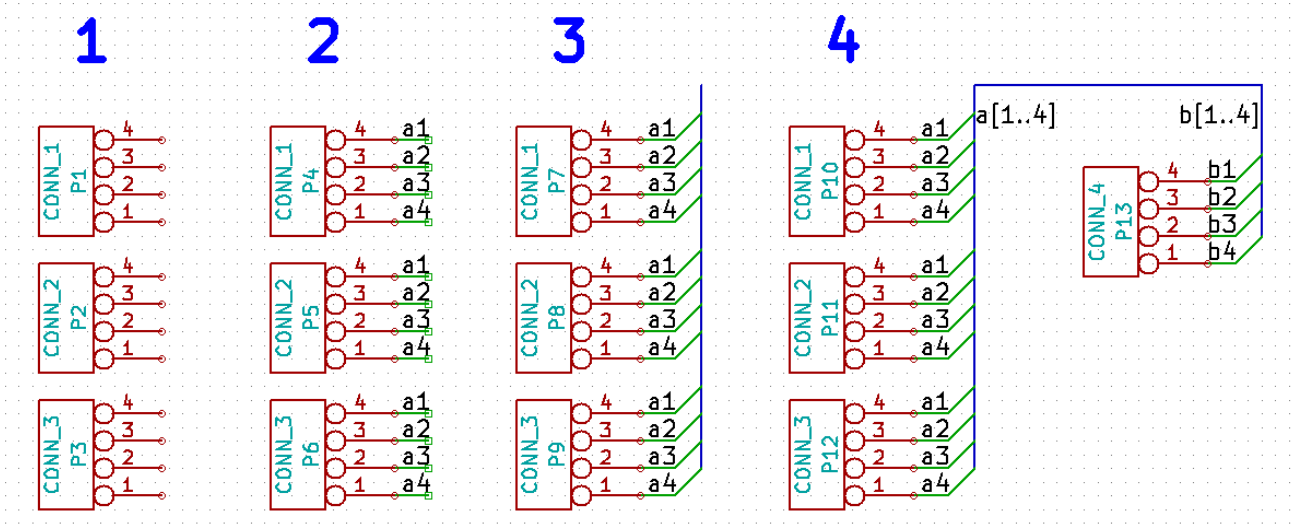 1
2
3
4
CONN_1
P1
4
3
2
1
CONN_2
P2
4
3
2
1
CONN_3
P3
4
3
2
1
CONN_1
P4
4 a1
3 a2
2 a3
1 a4
CONN_2
P5
4 a1
3 a2
2 a3
1 a4
CONN_3
P6
4 a1
3 a2
2 a3
1 a4
CONN_1
P7
4 a1
3 a2
2 a3
1 a4
CONN_2
P8
4 a1
3 a2
2 a3
1 a4
CONN_3
P9
4 a1
3 a2
2 a3
1 a4
CONN_1
P10
4 a1
3 a2
2 a3
1 a4
CONN_2
P11
4 a1
3 a2
2 a3
1 a4
CONN_3
P12
4 a1
3 a2
2 a3
1 a4
a[1..4]
b[1..4]
CONN_4
P13
4 b1
3 b2
2 b3
1 b4